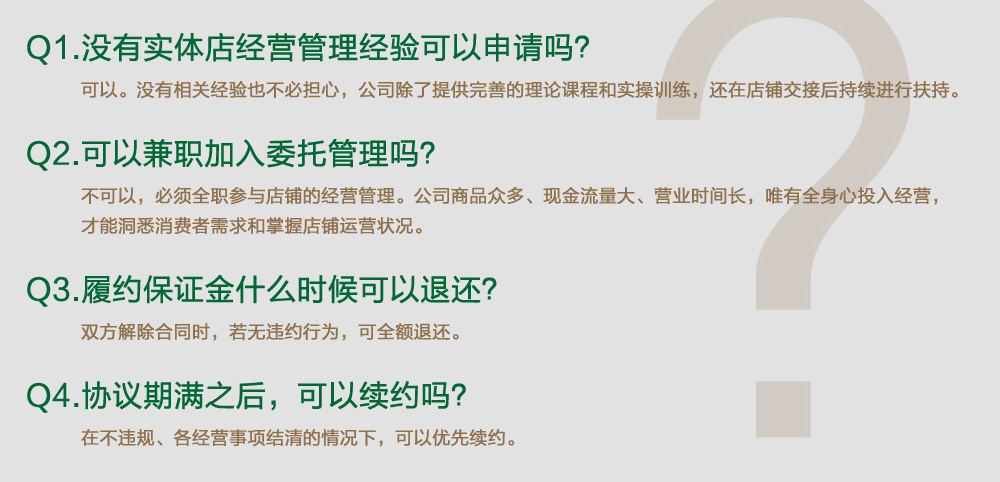 Q1.没有实体店经营管理经验可以申请吗？
可以。没有相关经验也不必担心，公司除了提供完善的理论课程和实操训练，还在店铺交接后持续进行扶持。
Q2.可以兼职加入委托管理吗？
不可以，必须全职参与店铺的经营管理。公司商品众多、现金流量大、营业时间长，唯有全身心投入经营，
才能洞悉消费者需求和掌握店铺运营状况。
Q3.履约保证金什么时候可以退还？
双方解除合同时，若无违约行为，可全额退还。
Q4.协议期满之后，可以续约吗？
在不违规、各经营事项结清的情况下，可以优先续约。